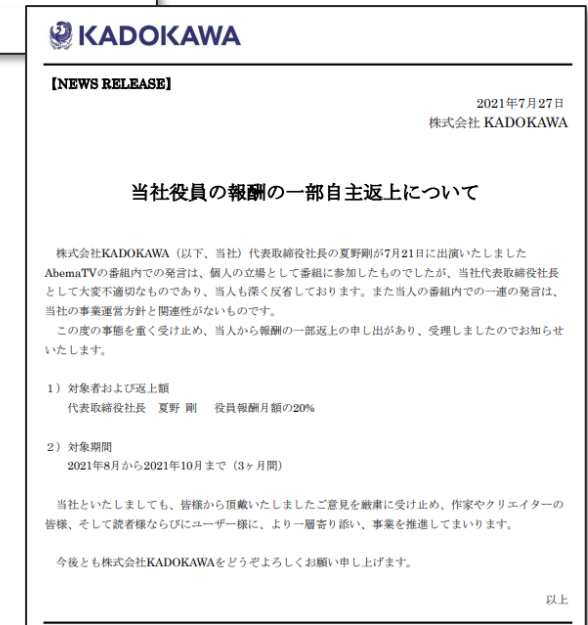 KADOKAWA
【NEWS RELEASE】
2021年7月27日
株式会社 KADOKAWA
当社役員の報酬の一部自主返上について
株式会社KADOKAWA（以下、当社）代表取締役社長の夏野剛が7月21日に出演いたしました
AbemaTVの番組内での発言は、個人の立場として番組に参加したものでしたが、当社代表取締役社長
として大変不適切なものであり、当人も深く反省しております。また当人の番組内での一連の発言は、
当社の事業運営方針と関連性がないものです。
この度の事態を重く受け止め、当人から報酬の一部返上の申し出があり、受理しましたのでお知らせ
いたします。
1）対象者および返上額
代表取締役社長　夏野 剛　役員報酬月額の20%
2）対象期間
2021年8月から2021年10月まで（3ヶ月間）
当社といたしましても、皆様から頂戴いたしましたご意見を厳粛に受け止め、作家やクリエイターの
皆様、そして読者様ならびにユーザー様に、より一層寄り添い、事業を推進してまいります。
今後とも株式会社KADOKAWAをどうぞよろしくお願い申し上げます。
以上